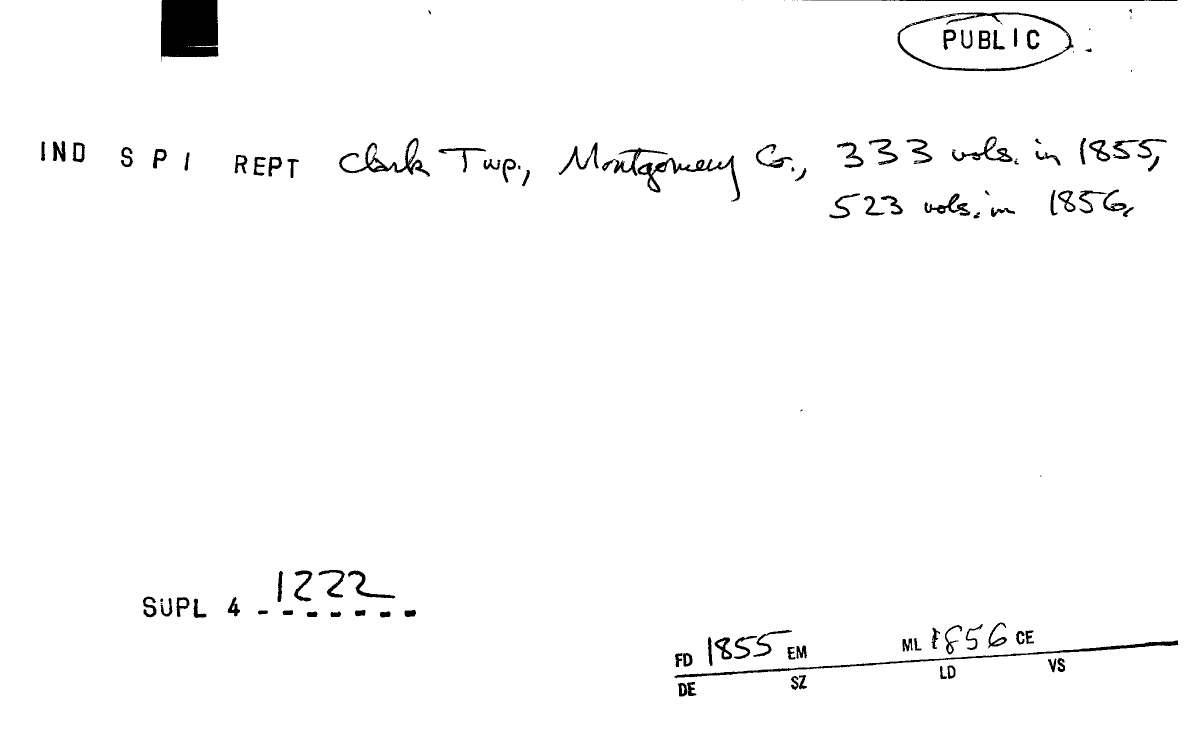 PUBLIC
IND S P I REPT Clark Twp., Montgomery Co., 333 vols. in 1855,
523 vols. in 1856,
SUPL 4 1222
FD 1855 EM ML 1856 CE
DE SZ LD VS